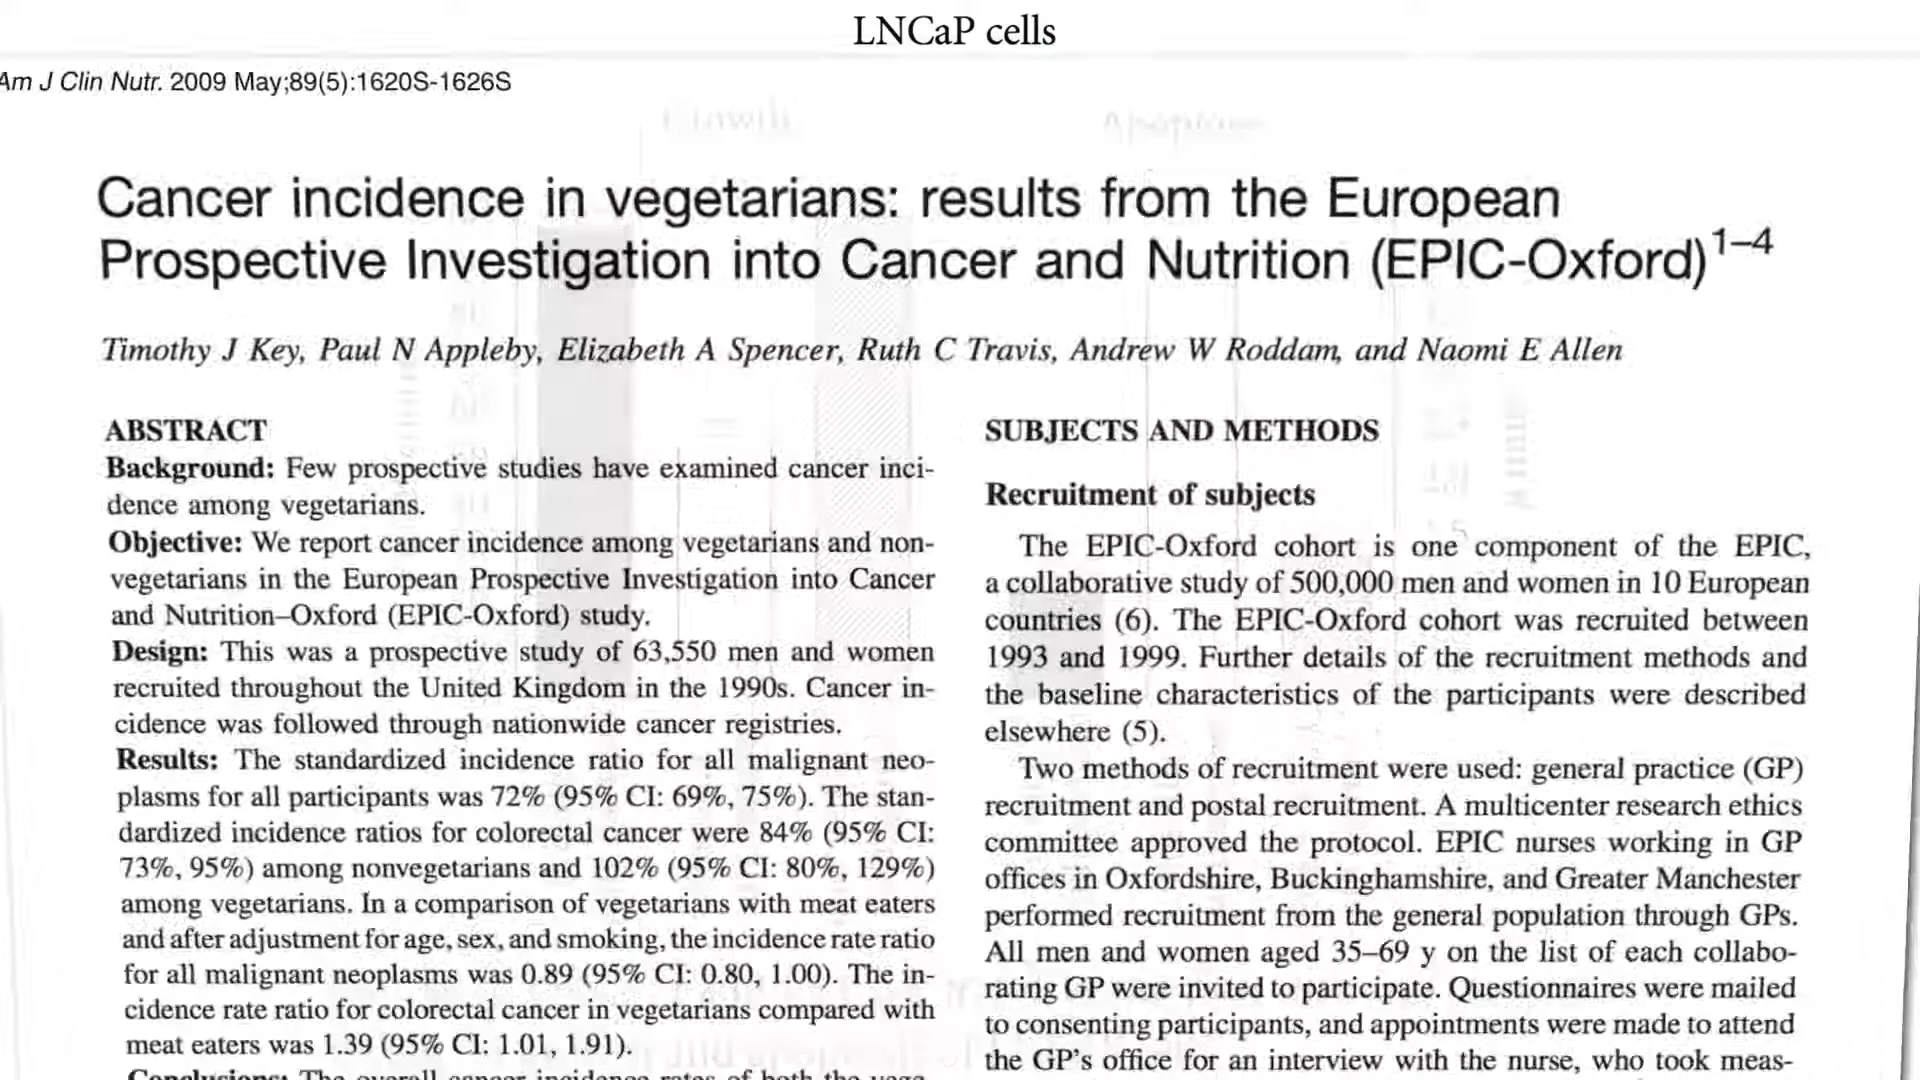 LNCaP cells
Am J Clin Nutr. 2009 May;89(5):1620S-1626S
Growth
Apoptosis
Cancer incidence in vegetarians: results from the European
Prospective Investigation into Cancer and Nutrition (EPIC-Oxford)1–4
Timothy J Key, Paul N Appleby, Elizabeth A Spencer, Ruth C Travis, Andrew W Roddam, and Naomi E Allen
ABSTRACT
Background: Few prospective studies have examined cancer inci-
dence among vegetarians.
Objective: We report cancer incidence among vegetarians and non-
vegetarians in the European Prospective Investigation into Cancer
and Nutrition–Oxford (EPIC-Oxford) study.
Design: This was a prospective study of 63,550 men and women
recruited throughout the United Kingdom in the 1990s. Cancer in-
cidence was followed through nationwide cancer registries.
Results: The standardized incidence ratio for all malignant neo-
plasms for all participants was 72% (95% CI: 69%, 75%). The stan-
dardized incidence ratios for colorectal cancer were 84% (95% CI:
73%, 95%) among nonvegetarians and 102% (95% CI: 80%, 129%)
among vegetarians. In a comparison of vegetarians with meat eaters
and after adjustment for age, sex, and smoking, the incidence rate ratio
for all malignant neoplasms was 0.89 (95% CI: 0.80, 1.00). The in-
cidence rate ratio for colorectal cancer in vegetarians compared with
meat eaters was 1.39 (95% CI: 1.01, 1.91).
Conclusions: The overall cancer incidence rates of both the vege-
SUBJECTS AND METHODS
Recruitment of subjects
The EPIC-Oxford cohort is one component of the EPIC,
a collaborative study of 500,000 men and women in 10 European
countries (6). The EPIC-Oxford cohort was recruited between
1993 and 1999. Further details of the recruitment methods and
the baseline characteristics of the participants were described
elsewhere (5).
Two methods of recruitment were used: general practice (GP)
recruitment and postal recruitment. A multicenter research ethics
committee approved the protocol. EPIC nurses working in GP
offices in Oxfordshire, Buckinghamshire, and Greater Manchester
performed recruitment from the general population through GPs.
All men and women aged 35–69 y on the list of each collabo-
rating GP were invited to participate. Questionnaires were mailed
to consenting participants, and appointments were made to attend
the GP's office for an interview with the nurse, who took meas-